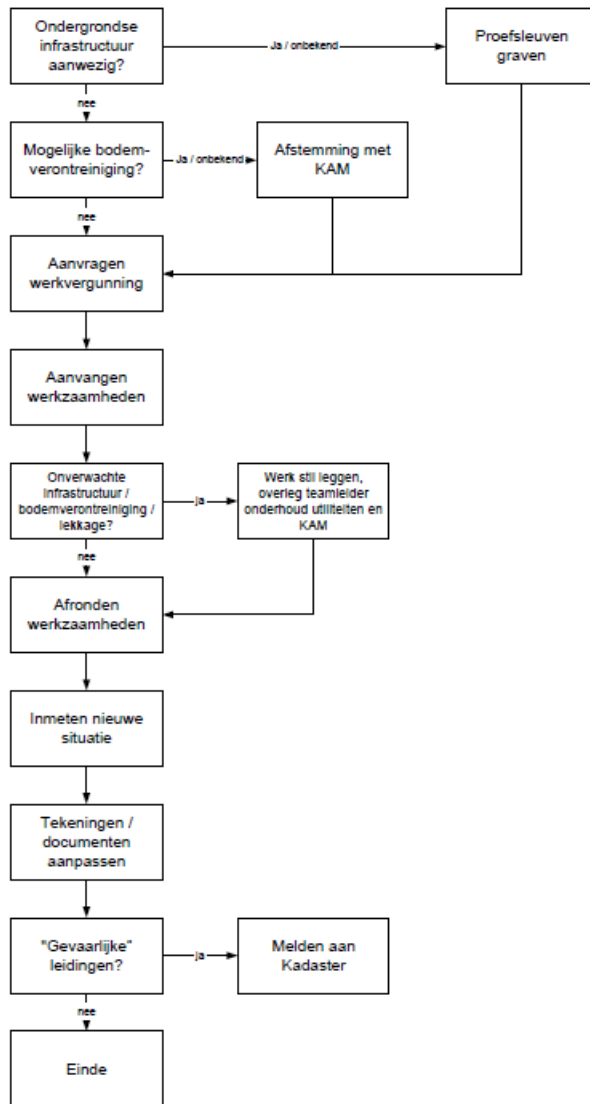 Ondergrondse
infrastructuur
aanwezig?
Ja / onbekend
Proefsleuven
graven
nee
Mogelijke bodem-
verontreiniging?
Ja / onbekend
Afstemming met
KAM
nee
Aanvragen
werkvergunning
Aanvangen
werkzaamheden
Onverwachte
infrastructuur /
bodemverontreiniging /
lekkage?
ja
Werk stil leggen,
overleg teamleider
onderhoud utiliteiten en
KAM
nee
Afronden
werkzaamheden
Inmeten nieuwe
situatie
Tekeningen /
documenten
aanpassen
"Gevaarlijke"
leidingen?
ja
Melden aan
Kadaster
nee
Einde